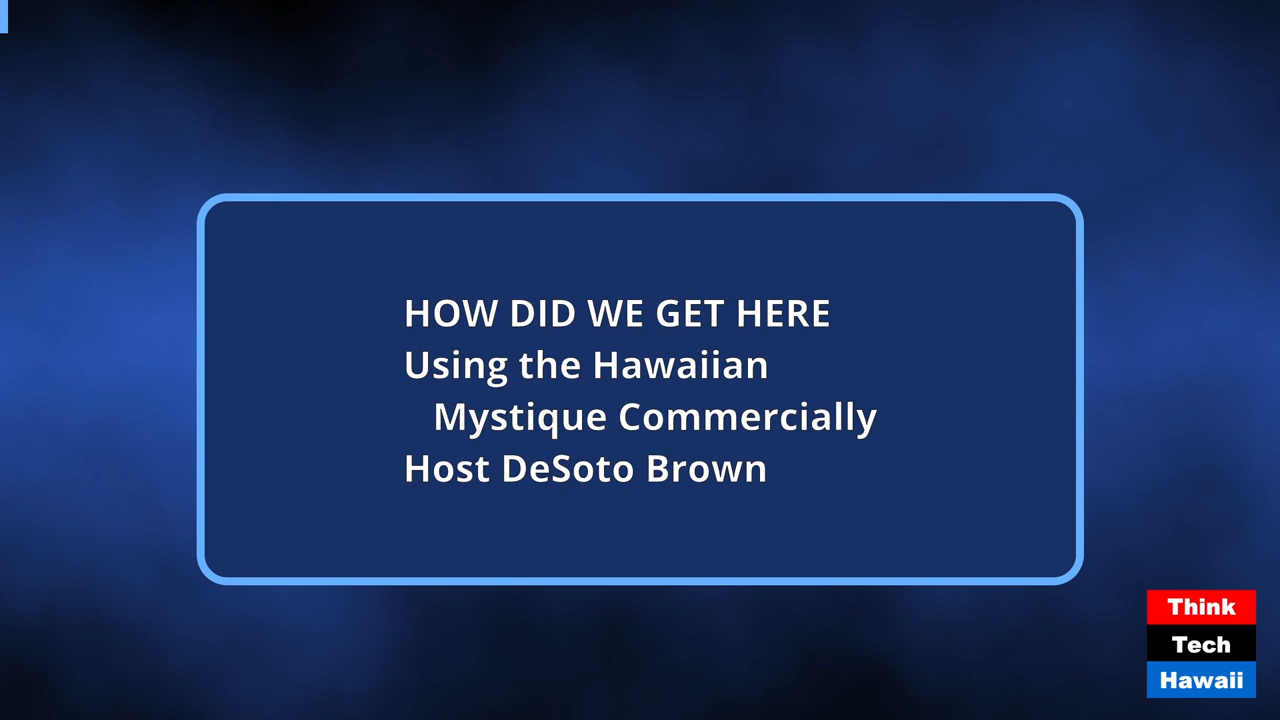 HOW DID WE GET HERE
Using the Hawaiian
Mystique Commercially
Host DeSoto Brown
Think
Tech
Hawaii